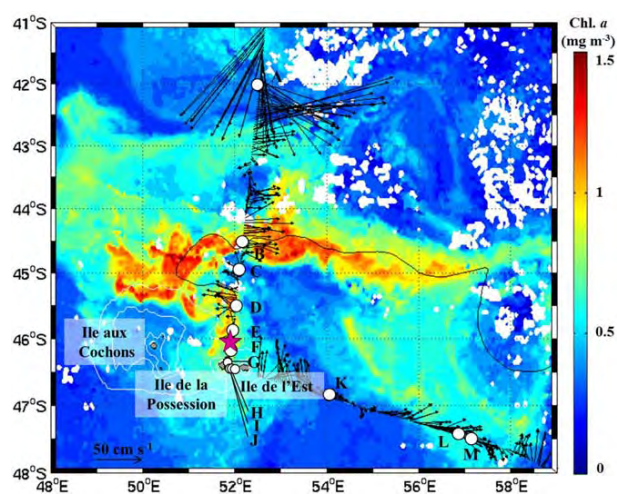 Chl. a
(mg m-3)
41°S
42°S
43°S
44°S
45°S
46°S
47°S
48°S
A
B
C
D
E
F
G
Ile aux
Cochons
Ile de la
Possession
Ile de l'Est
H
I
J
K
L
M
50 cm s-1
48°E
50°E
52°E
54°E
56°E
58°E
1.5
1
0.5
0